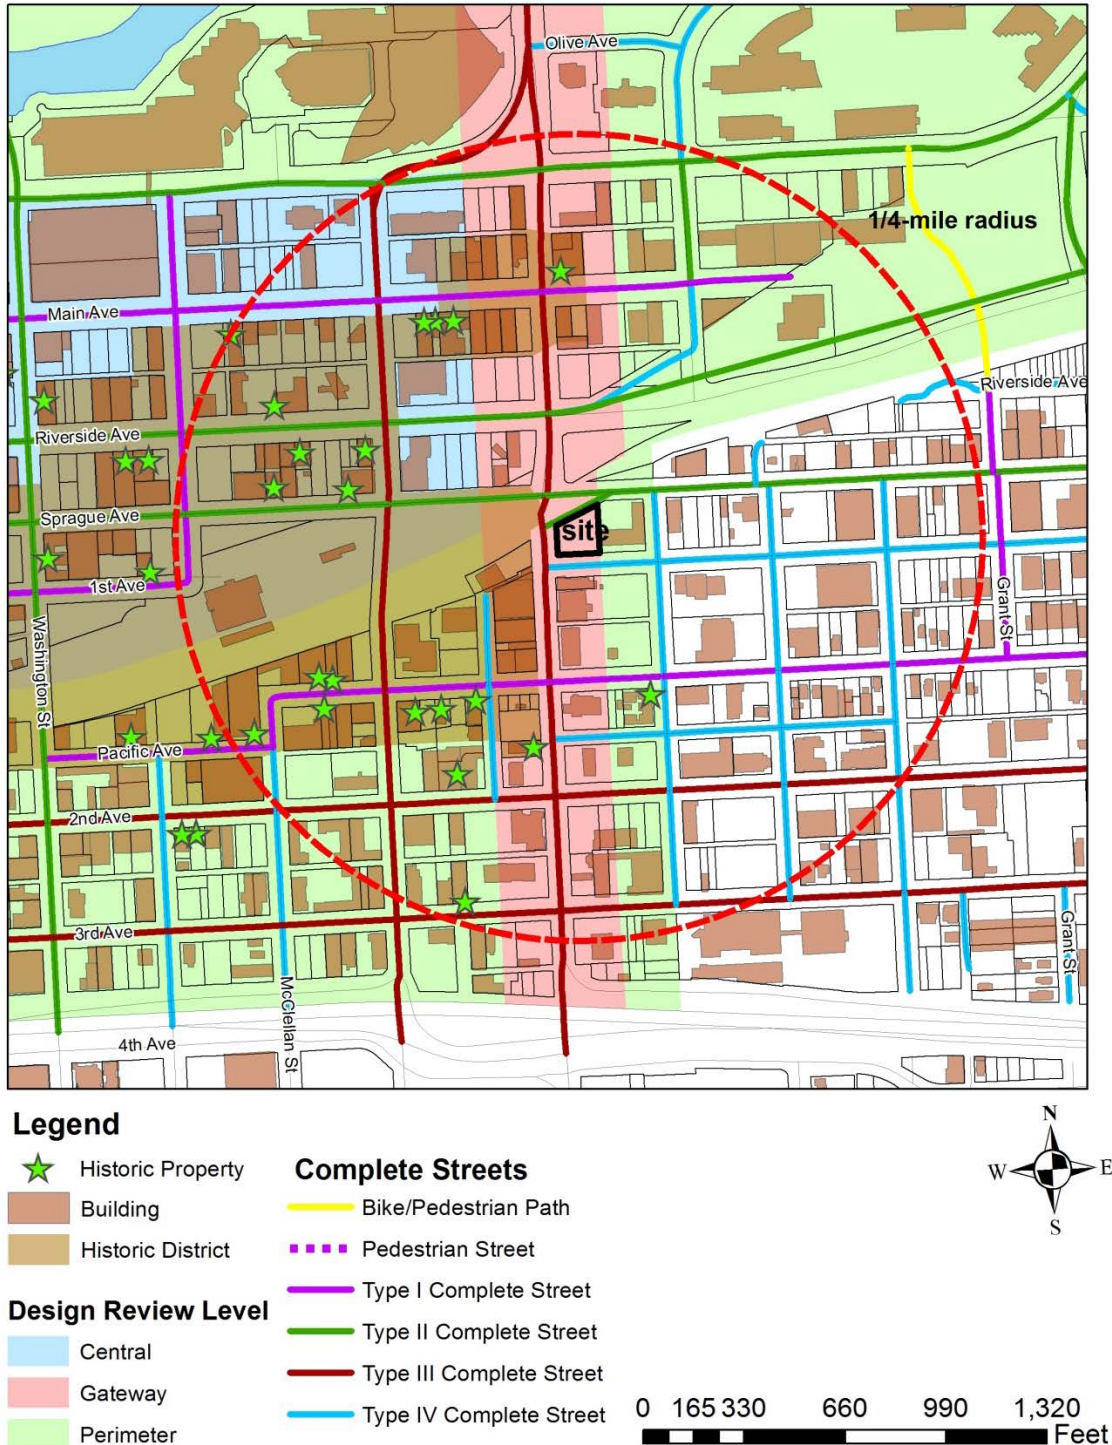 Olive Ave
1/4-mile radius
Main Ave
Riverside Ave
Riverside Ave
Sprague Ave
site
1st Ave
Grant St
Washington St
Pacific Ave
2nd Ave
3rd Ave
Grant St
McClellan St
4th Ave
Legend
Historic Property
Building
Historic District
Design Review Level
Central
Gateway
Perimeter
Complete Streets
Bike/Pedestrian Path
Pedestrian Street
Type I Complete Street
Type II Complete Street
Type III Complete Street
Type IV Complete Street
N
W E
S
0 165 330 660 990 1,320
Feet